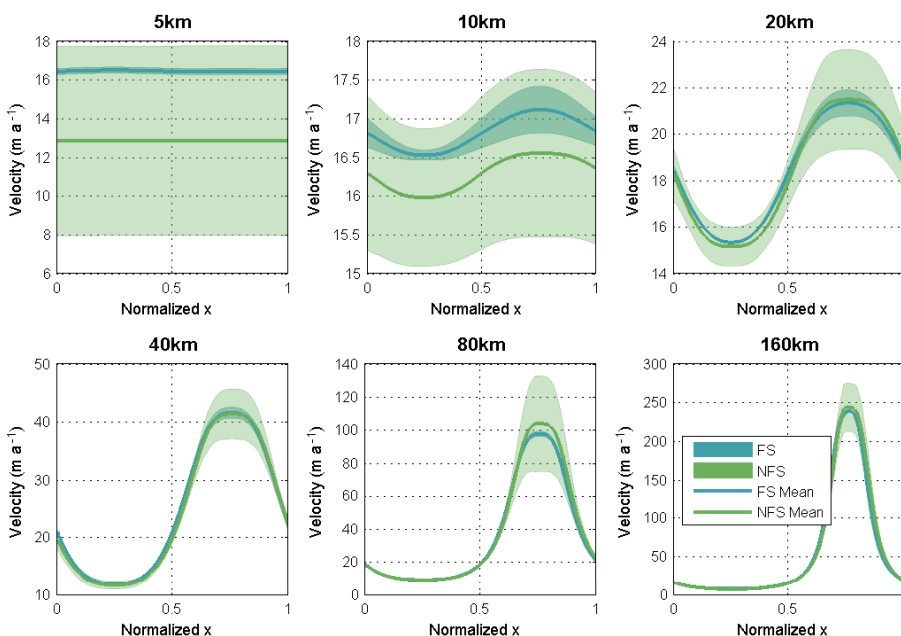 5km
10km
20km
18
16
14
12
10
8
6
Velocity (m a⁻¹)
0
0.5
1
Normalized x
18
17.5
17
16.5
16
15.5
15
Velocity (m a⁻¹)
0
0.5
1
Normalized x
24
22
20
18
16
14
Velocity (m a⁻¹)
0
0.5
Normalized x
40km
80km
160km
50
40
30
20
10
Velocity (m a⁻¹)
0
0.5
1
Normalized x
140
120
100
80
60
40
20
0
Velocity (m a⁻¹)
0
0.5
1
Normalized x
300
250
200
150
100
50
0
Velocity (m a⁻¹)
0
0.5
Normalized x
FS
NFS
FS Mean
NFS Mean